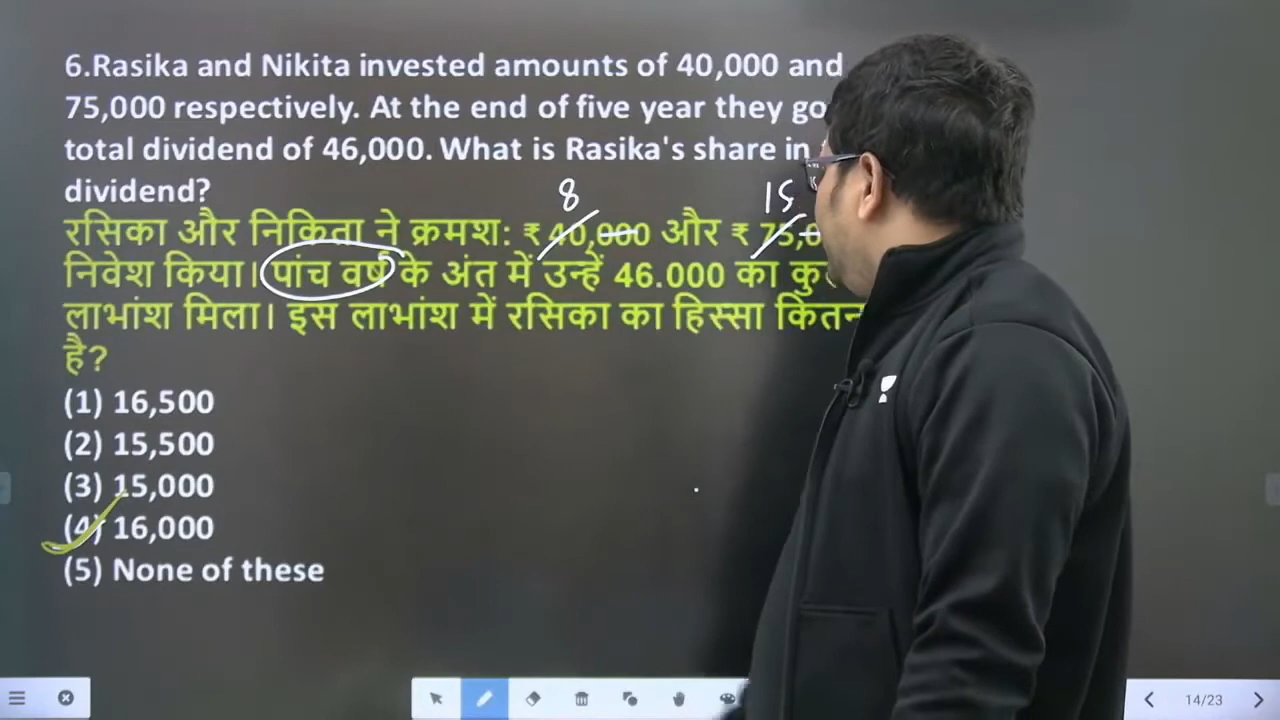 6.Rasika and Nikita invested amounts of 40,000 and
75,000 respectively. At the end of five year they go
total dividend of 46,000. What is Rasika's share in
dividend?
8 15
रसिका और निकिता ने क्रमश: ₹ 40,000 और ₹ 75,0
निवेश किया। पांच वर्ष के अंत में उन्हें 46.000 का कु
लाभांश मिला। इस लाभांश में रसिका का हिस्सा कितन
है?
(1) 16,500
(2) 15,500
(3) 15,000
(4) 16,000
(5) None of these
14/23